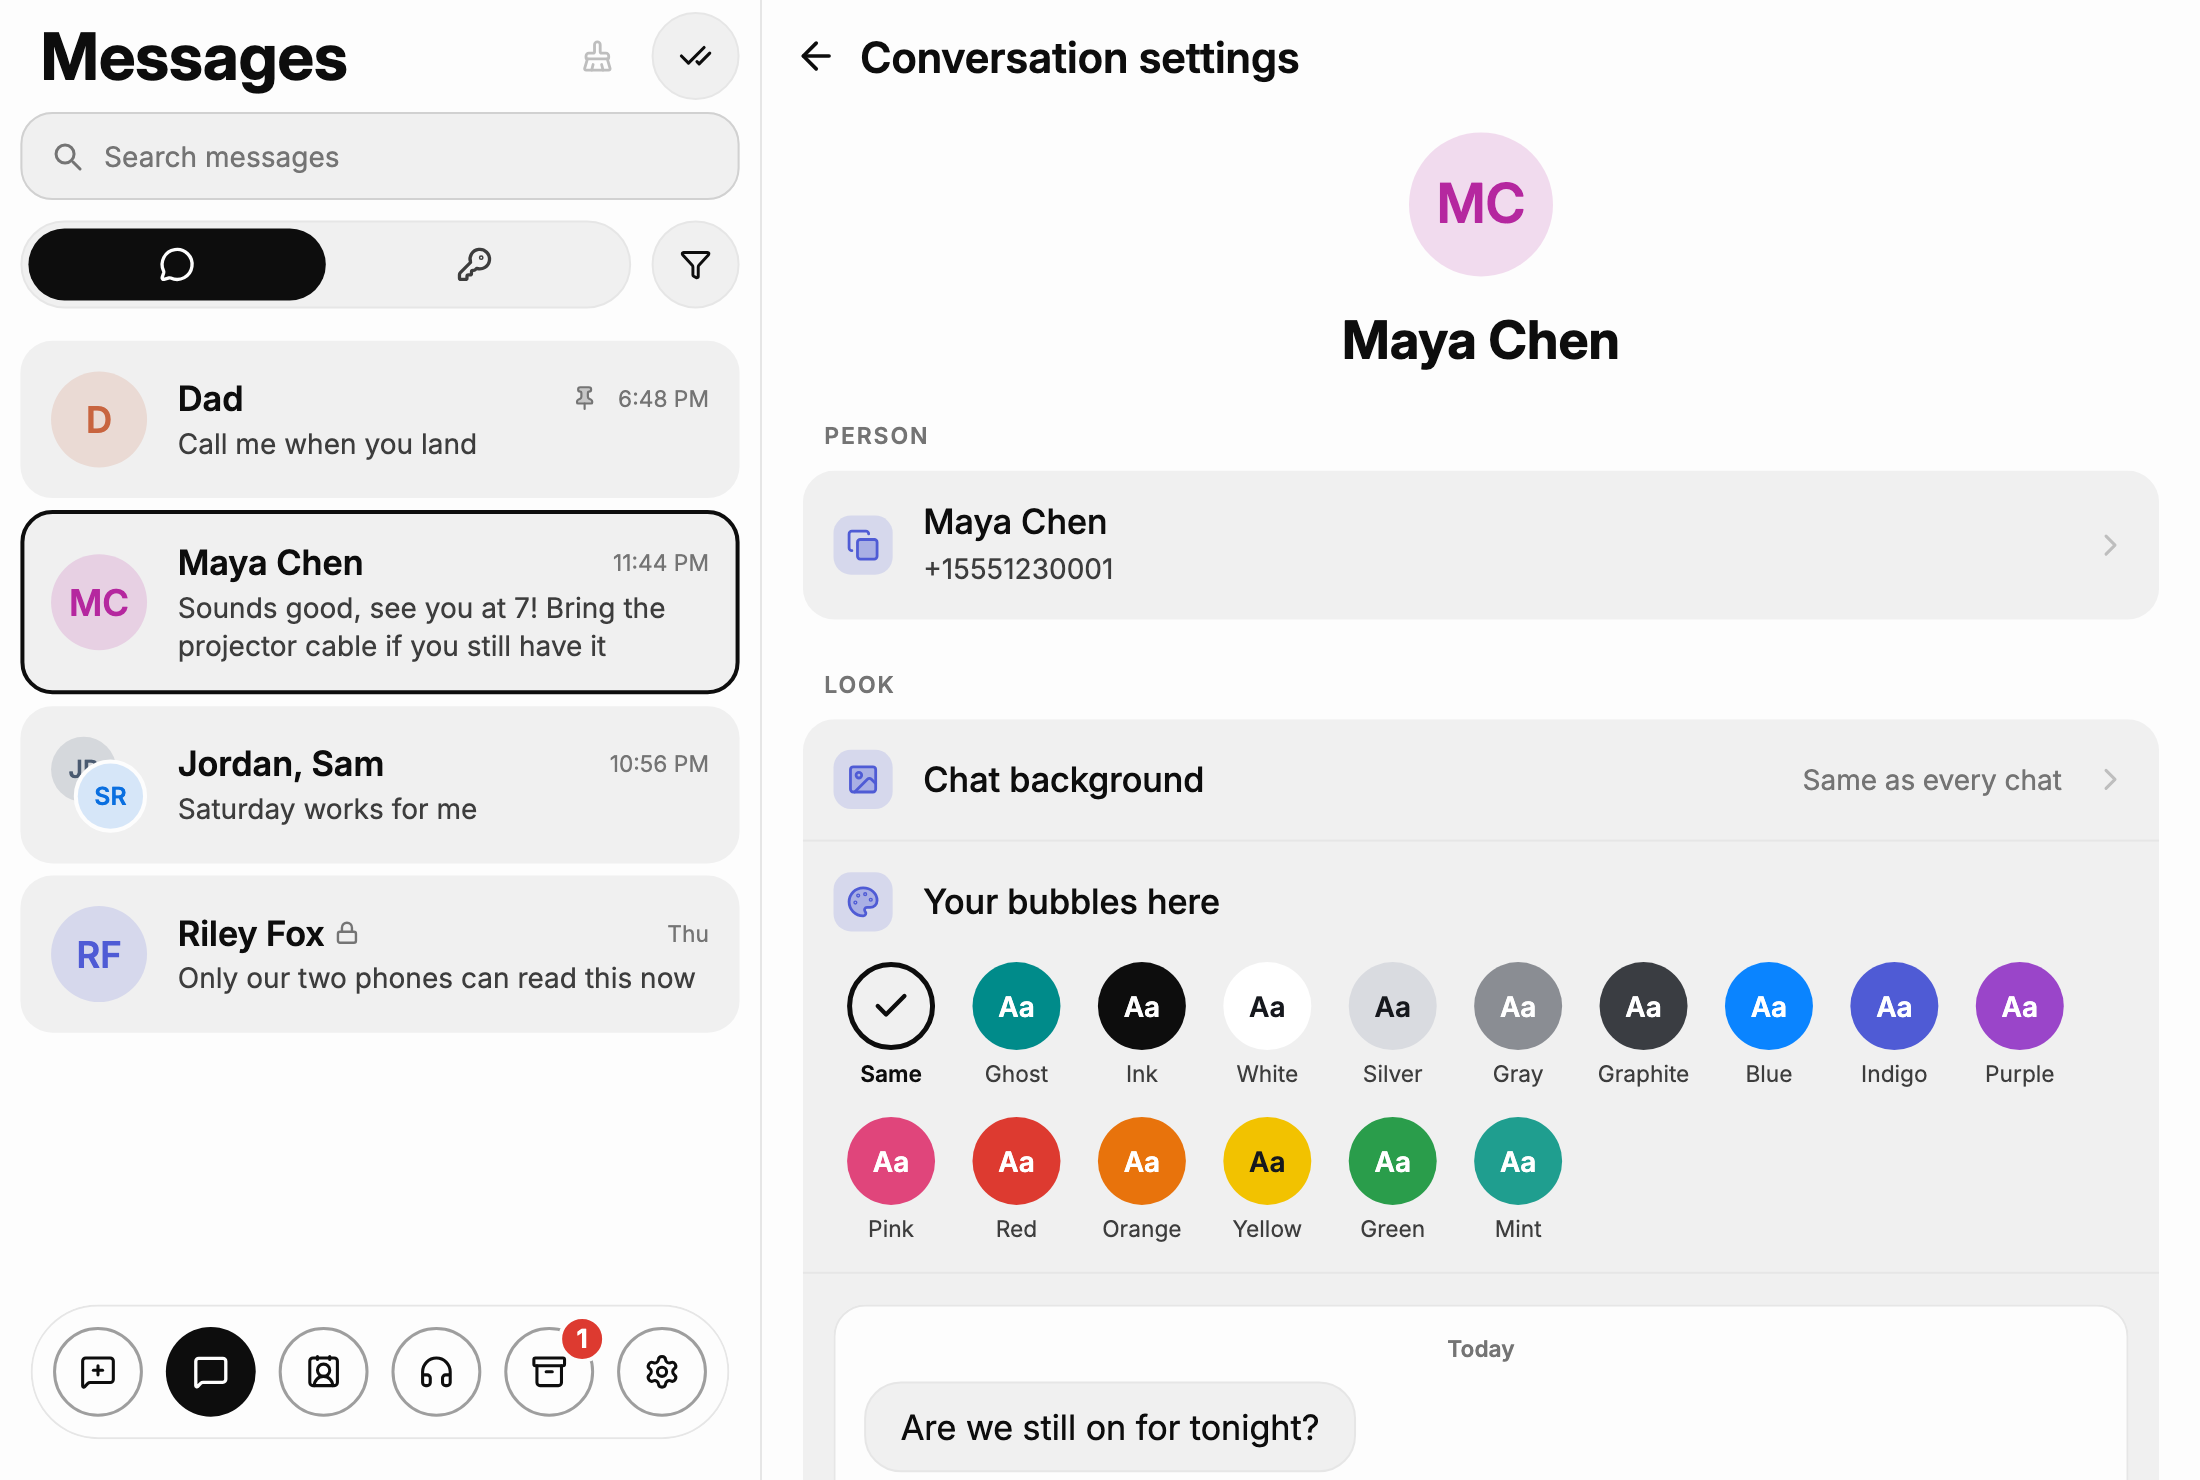 Messages
Search messages
D
Dad
6:48 PM
Call me when you land
MC
Maya Chen
11:44 PM
Sounds good, see you at 7! Bring the
projector cable if you still have it
SR
Jordan, Sam
10:56 PM
Saturday works for me
RF
Riley Fox
Thu
Only our two phones can read this now
1
Conversation settings
MC
Maya Chen
PERSON
Maya Chen
+15551230001
LOOK
Chat background
Same as every chat
Your bubbles here
Aa Aa Aa Aa Aa Aa Aa Aa Aa
Same Ghost Ink White Silver Gray Graphite Blue Indigo Purple
Aa Aa Aa Aa Aa Aa
Pink Red Orange Yellow Green Mint
Today
Are we still on for tonight?